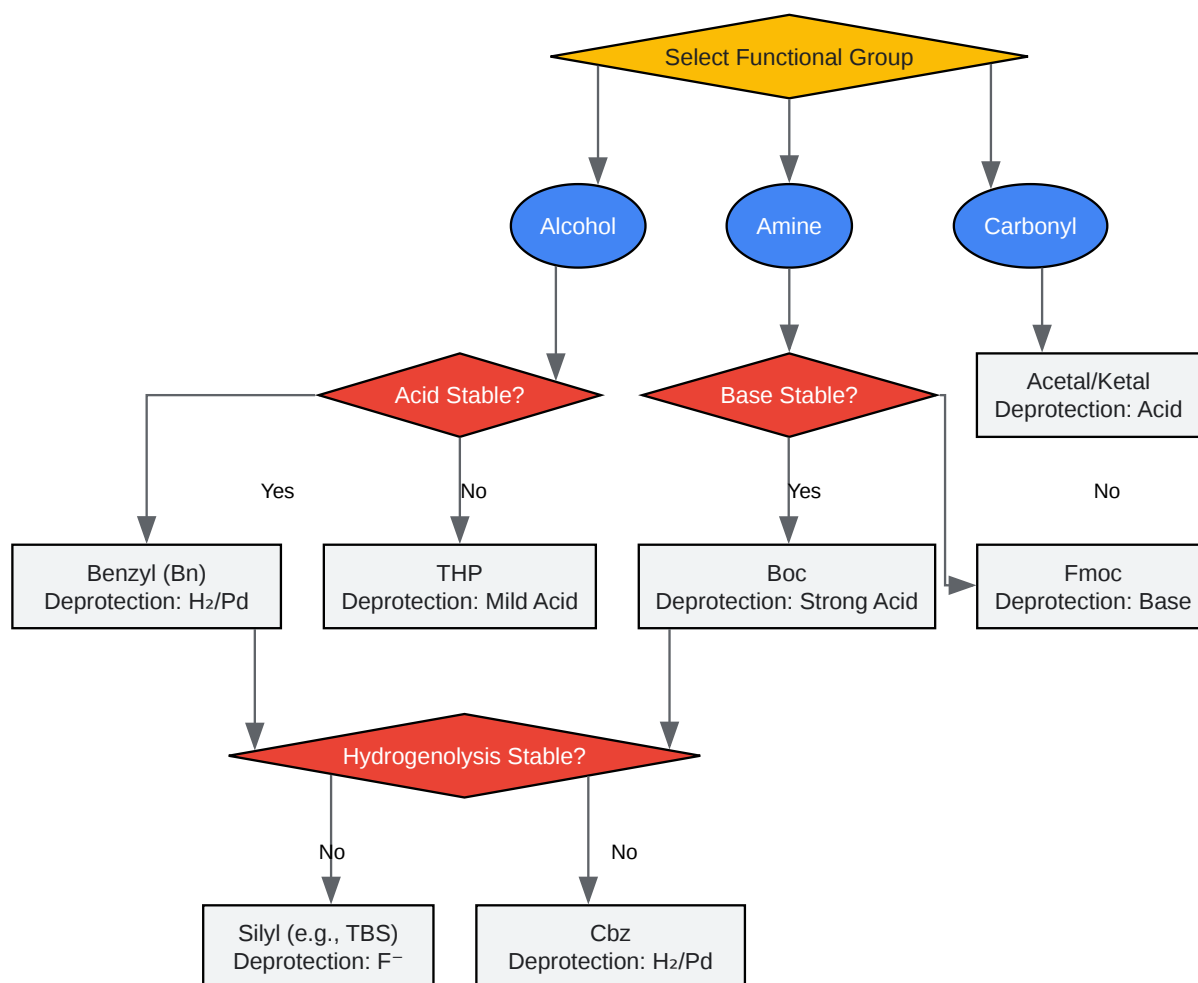 Select Functional Group
Alcohol
Amine
Carbonyl
Acid Stable?
Base Stable?
Acetal/Ketal
Deprotection: Acid
Yes
No
Yes
No
Benzyl (Bn)
Deprotection: H₂/Pd
THP
Deprotection: Mild Acid
Boc
Deprotection: Strong Acid
Fmoc
Deprotection: Base
Hydrogenolysis Stable?
No
No
Silyl (e.g., TBS)
Deprotection: F⁻
Cbz
Deprotection: H₂/Pd